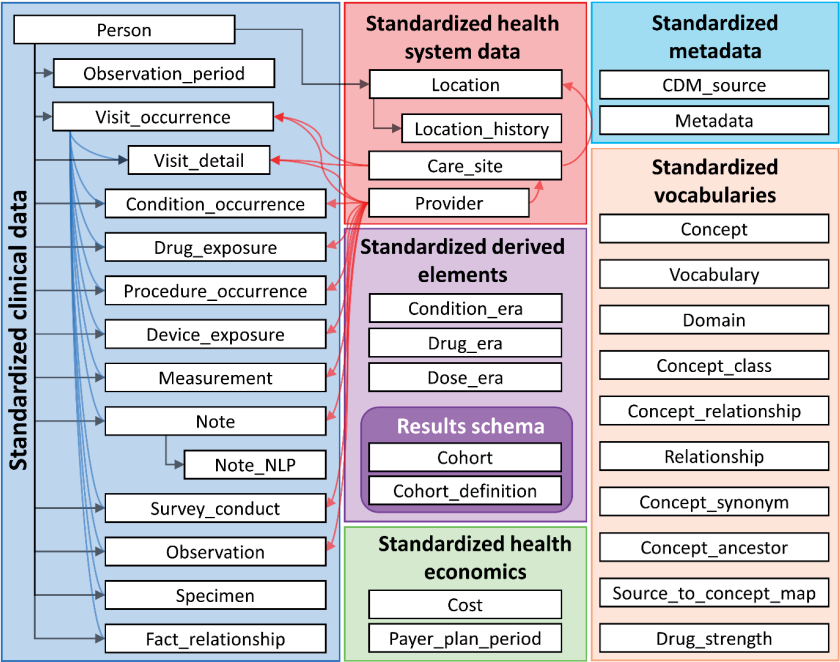 Standardized clinical data
Person
Observation_period
Visit_occurrence
Visit_detail
Condition_occurrence
Drug_exposure
Procedure_occurrence
Device_exposure
Measurement
Note
Note_NLP
Survey_conduct
Observation
Specimen
Fact_relationship
Standardized health
system data
Location
Location_history
Care_site
Provider
Standardized derived
elements
Condition_era
Drug_era
Dose_era
Results schema
Cohort
Cohort_definition
Standardized health
economics
Cost
Payer_plan_period
Standardized
metadata
CDM_source
Metadata
Standardized
vocabularies
Concept
Vocabulary
Domain
Concept_class
Concept_relationship
Relationship
Concept_synonym
Concept_ancestor
Source_to_concept_map
Drug_strength